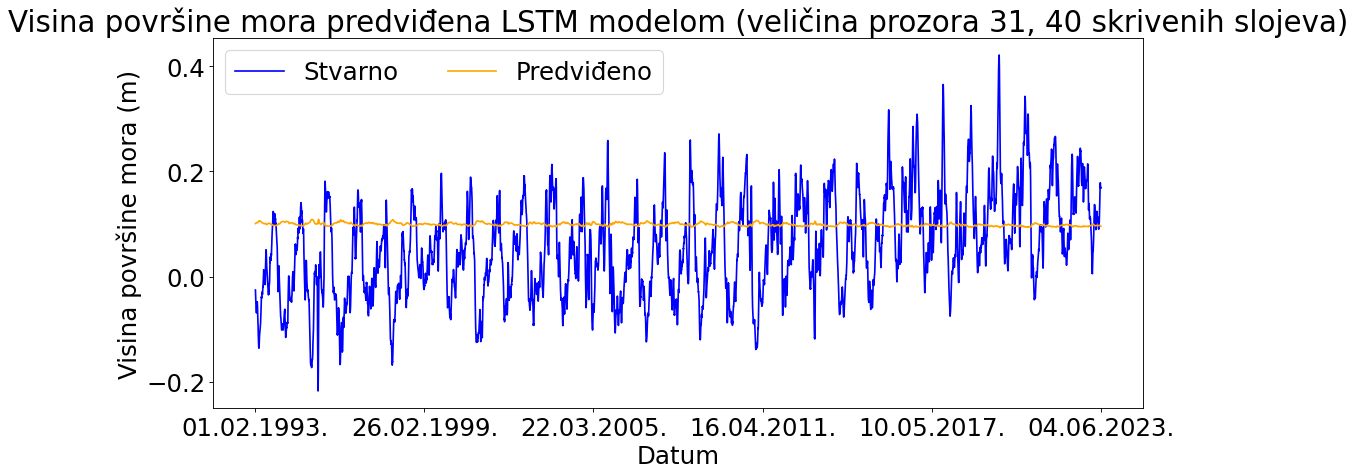 Visina površine mora predviđena LSTM modelom (veličina prozora 31, 40 skrivenih slojeva)
Stvarno
Predviđeno
Visina površine mora (m)
0.4
0.2
0.0
−0.2
01.02.1993.
26.02.1999.
22.03.2005.
16.04.2011.
10.05.2017.
04.06.2023.
Datum